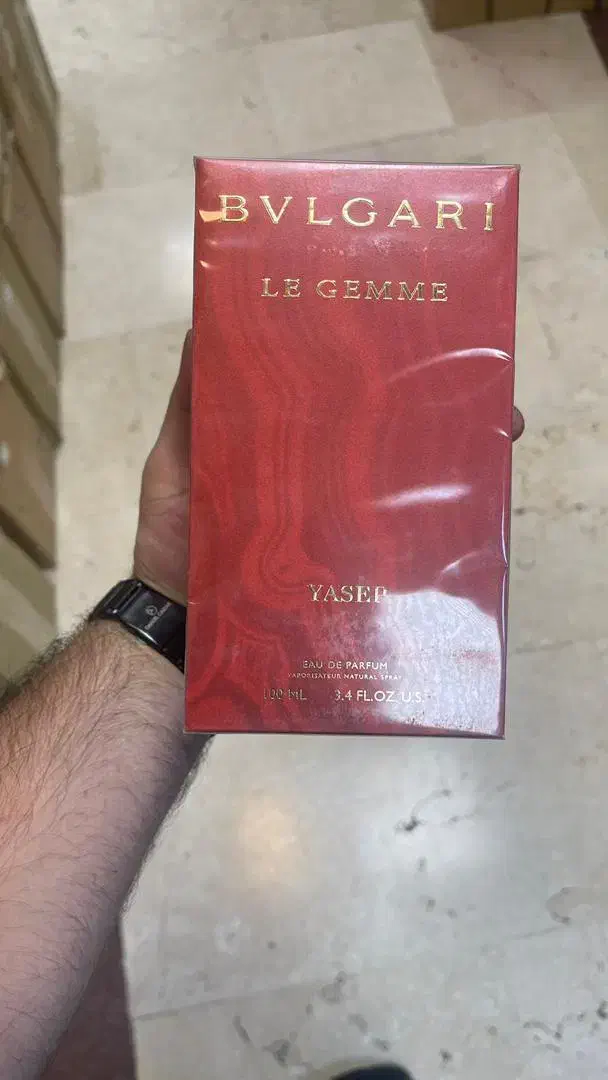 BVLGARI
LE GEMME
YASEP
EAU DE PARFUM
VAPORISATEUR NATURAL SPRAY
100 ML 3.4 FL.OZ.U.S.